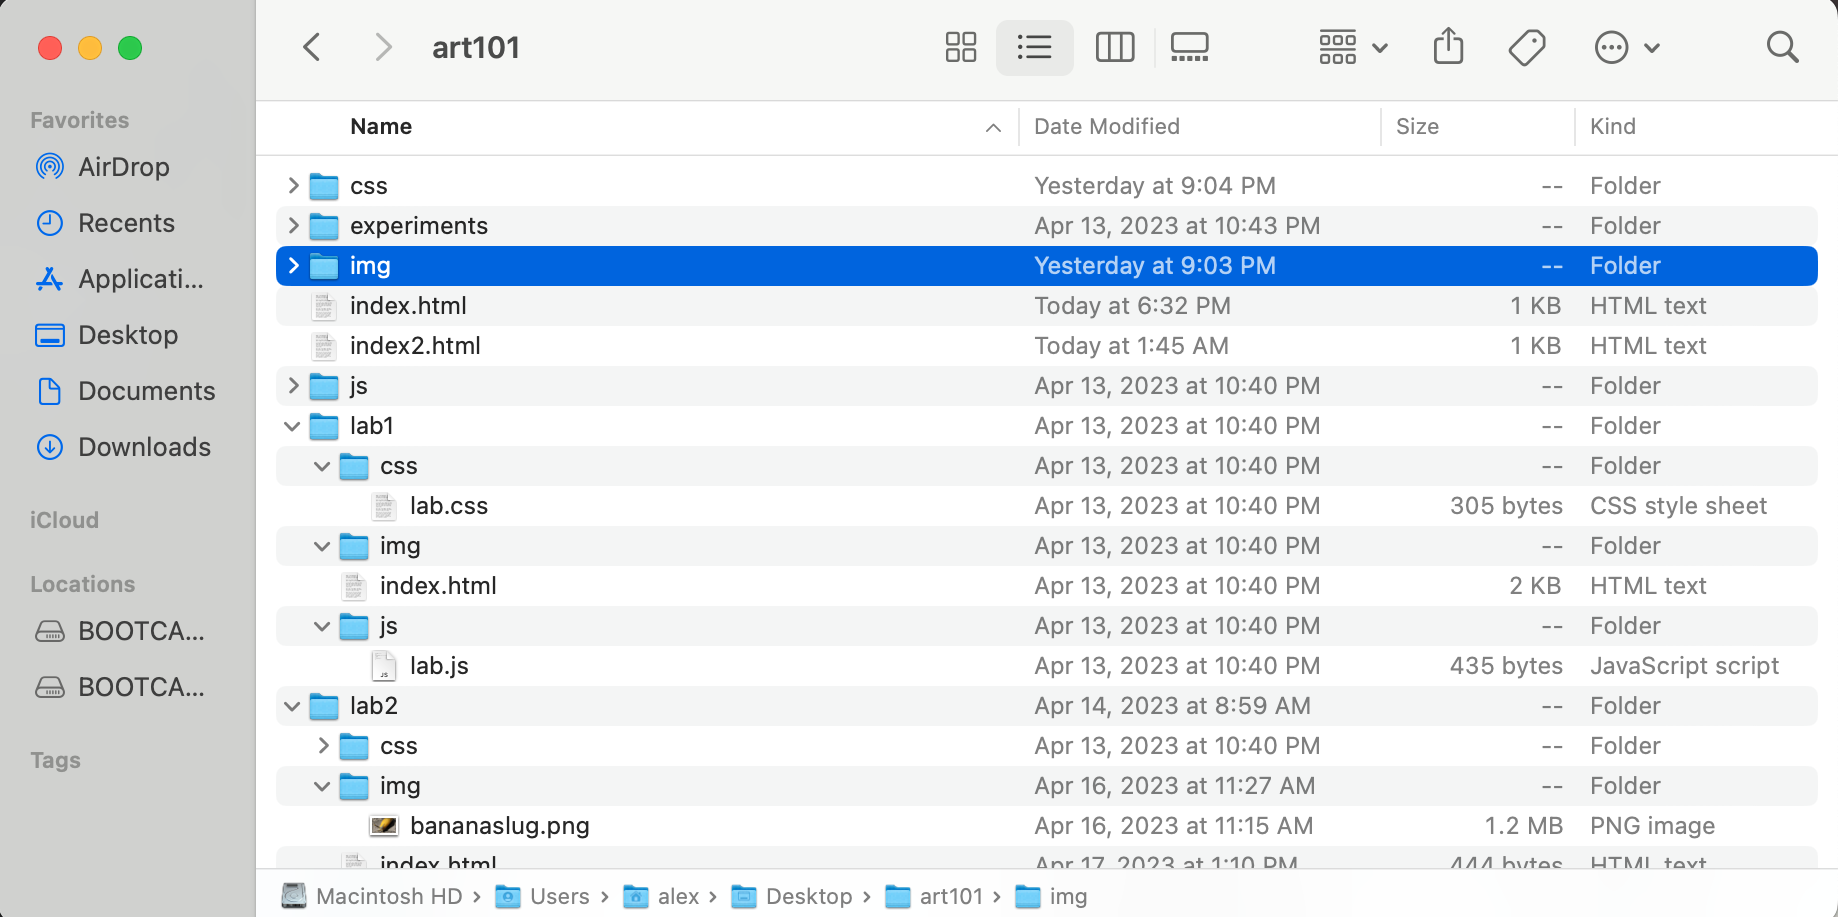 art101
Favorites
AirDrop
Recents
Applicati...
Desktop
Documents
Downloads
iCloud
Locations
BOOTCA...
BOOTCA...
Tags
Name Date Modified Size Kind
css Yesterday at 9:04 PM -- Folder
experiments Apr 13, 2023 at 10:43 PM -- Folder
img Yesterday at 9:03 PM -- Folder
index.html Today at 6:32 PM 1 KB HTML text
index2.html Today at 1:45 AM 1 KB HTML text
js Apr 13, 2023 at 10:40 PM -- Folder
lab1 Apr 13, 2023 at 10:40 PM -- Folder
css Apr 13, 2023 at 10:40 PM -- Folder
lab.css Apr 13, 2023 at 10:40 PM 305 bytes CSS style sheet
img Apr 13, 2023 at 10:40 PM -- Folder
index.html Apr 13, 2023 at 10:40 PM 2 KB HTML text
js Apr 13, 2023 at 10:40 PM -- Folder
JS lab.js Apr 13, 2023 at 10:40 PM 435 bytes JavaScript script
lab2 Apr 14, 2023 at 8:59 AM -- Folder
css Apr 13, 2023 at 10:40 PM -- Folder
img Apr 16, 2023 at 11:27 AM -- Folder
bananaslug.png Apr 16, 2023 at 11:15 AM 1.2 MB PNG image
index.html Apr 17, 2023 at 1:10 PM 444 bytes HTML text
Macintosh HD › Users › alex › Desktop › art101 › img